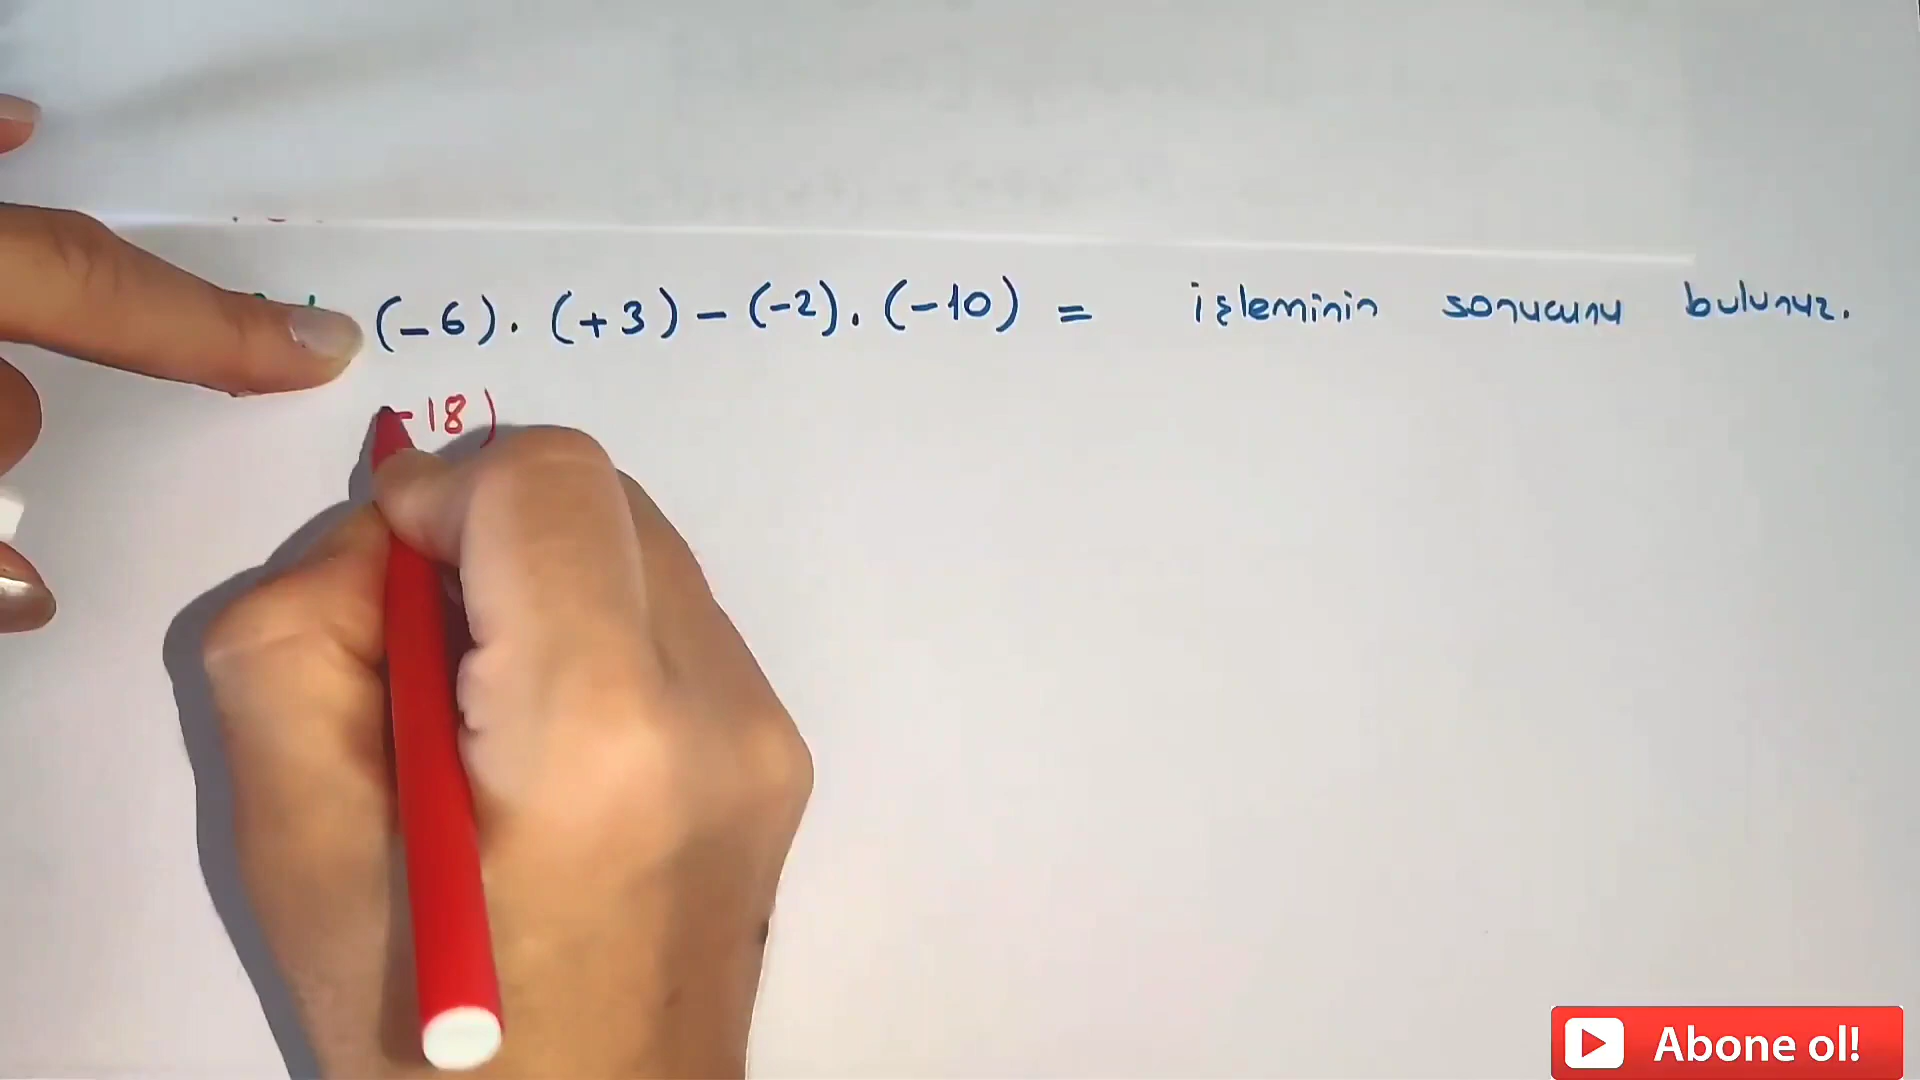 (-6) . (+3) - (-2) . (-10) = işleminin sonucunu bulunuz.
-18)
Abone ol!